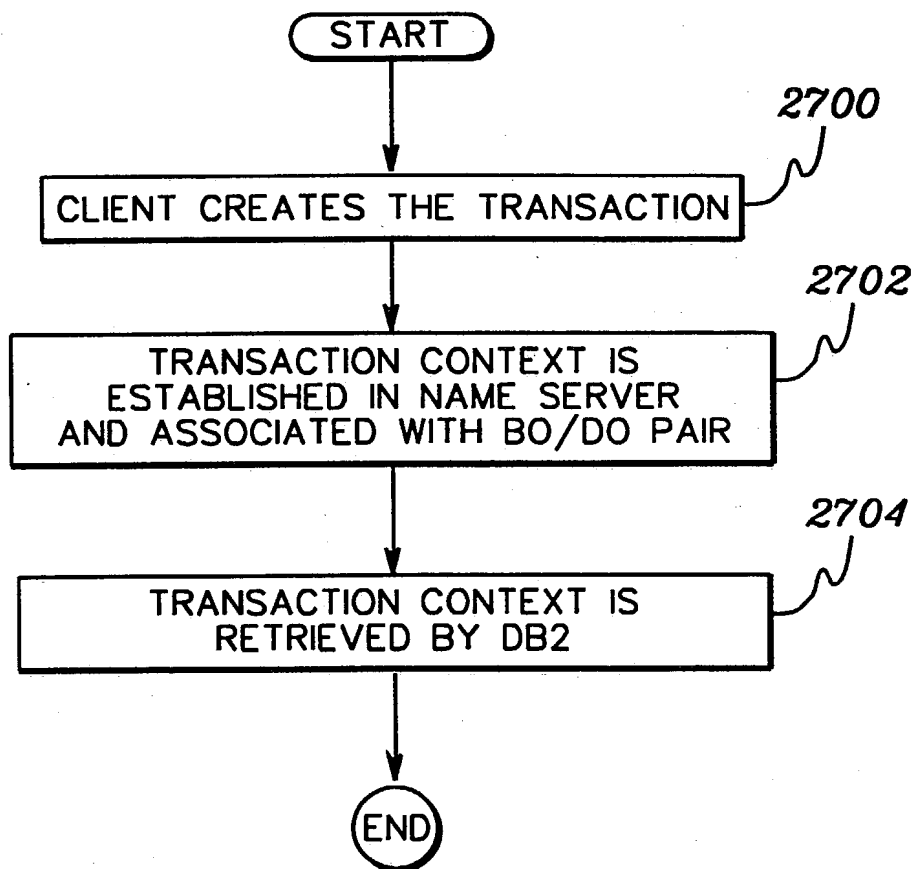 START
2700
CLIENT CREATES THE TRANSACTION
2702
TRANSACTION CONTEXT IS
ESTABLISHED IN NAME SERVER
AND ASSOCIATED WITH BO/DO PAIR
2704
TRANSACTION CONTEXT IS
RETRIEVED BY DB2
END